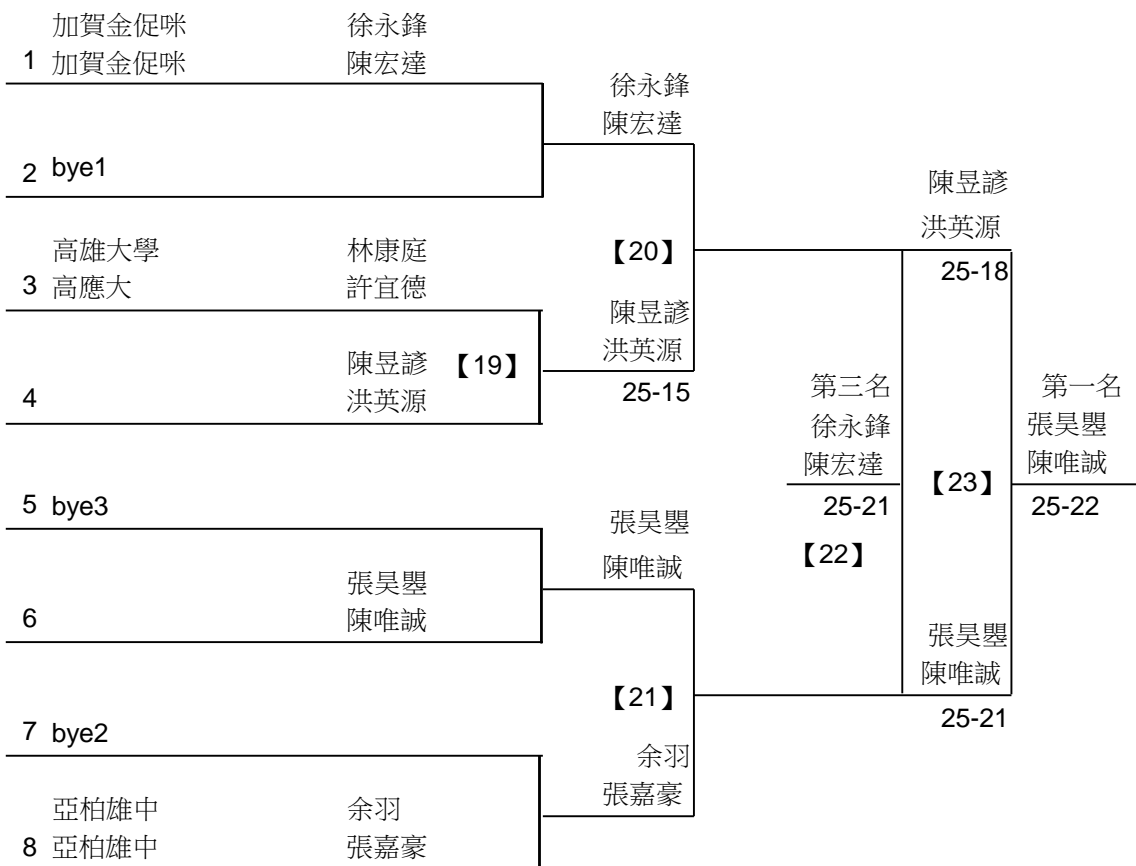 加賀金促咪 徐永鋒
1 加賀金促咪 陳宏達
徐永鋒
陳宏達
2 bye1
陳昱諺
洪英源
25-18
高雄大學 林康庭
3 高應大 許宜德
【20】
陳昱諺
洪英源
25-15
陳昱諺 【19】
4 洪英源
第三名
徐永鋒
陳宏達
25-21
【22】
【23】
第一名
張昊曌
陳唯誠
25-22
5 bye3
張昊曌
陳唯誠
張昊曌
6 陳唯誠
張昊曌
陳唯誠
25-21
【21】
7 bye2
余羽
張嘉豪
亞柏雄中 余羽
8 亞柏雄中 張嘉豪